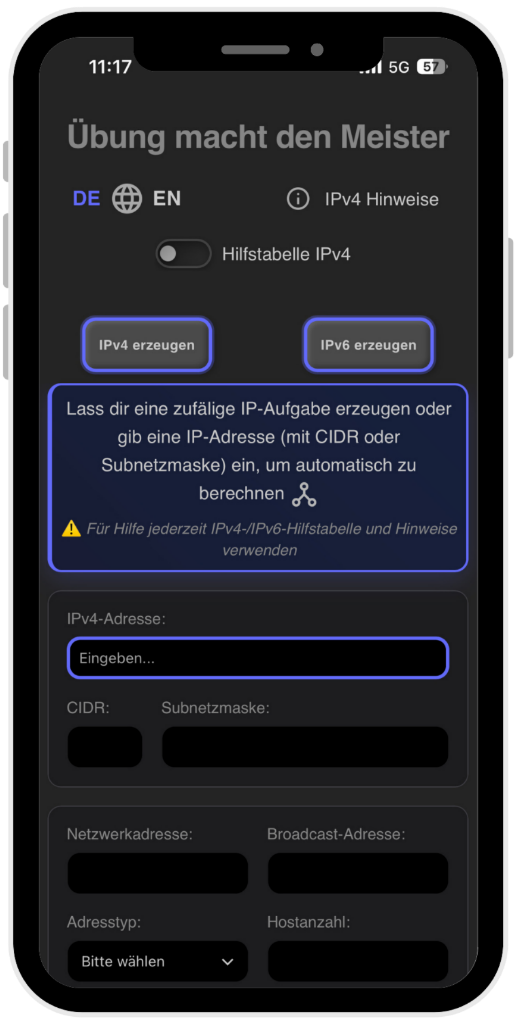 11:17 5G 57
Übung macht den Meister
DE EN IPv4 Hinweise
Hilfstabelle IPv4
IPv4 erzeugen IPv6 erzeugen
Lass dir eine zufälige IP-Aufgabe erzeugen oder
gib eine IP-Adresse (mit CIDR oder
Subnetzmaske) ein, um automatisch zu
berechnen
Für Hilfe jederzeit IPv4-/IPv6-Hilfstabelle und Hinweise
verwenden
IPv4-Adresse:
Eingeben...
CIDR: Subnetzmaske:
Netzwerkadresse: Broadcast-Adresse:
Adresstyp: Hostanzahl:
Bitte wählen